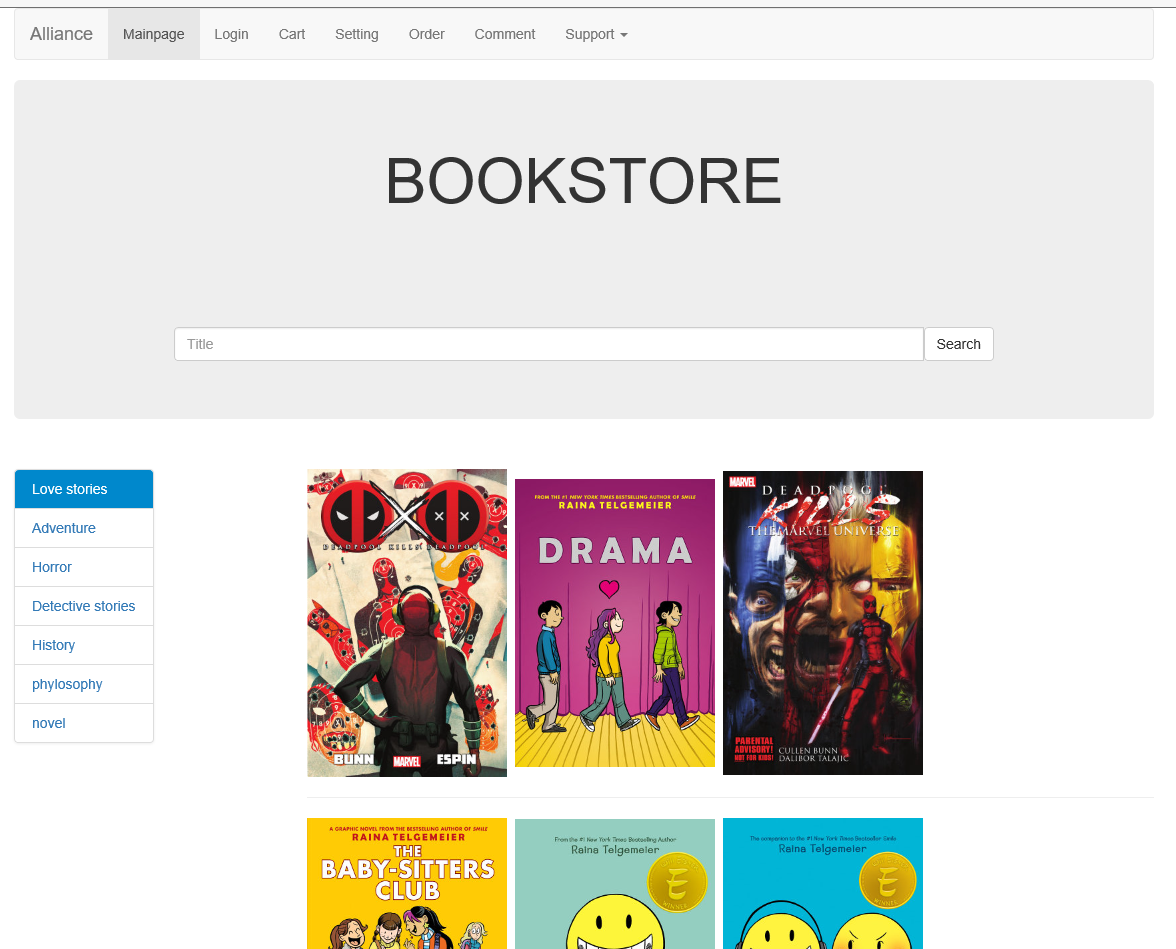 Alliance Mainpage Login Cart Setting Order Comment Support
BOOKSTORE
Title Search
Love stories
Adventure
Horror
Detective stories
History
phylosophy
novel
DEADPOOL KILLS DEADPOOL
BUNN MARVEL ESPIN
FROM THE #1 NEW YORK TIMES BESTSELLING AUTHOR OF SMILE
RAINA TELGEMEIER
DRAMA
MARVEL
DEADPOOL
KILLS
THE MARVEL UNIVERSE
PARENTAL
ADVISORY!
NOT FOR KIDS!
CULLEN BUNN
DALIBOR TALAJIC
A GRAPHIC NOVEL FROM THE BESTSELLING AUTHOR OF SMILE
RAINA TELGEMEIER
THE
BABY-SITTERS
CLUB
From the #1 New York Times Bestselling Author
Raina Telgemeier
E
WINNER
The companion to the #1 New York Times Bestseller Smile
Raina Telgemeier
E
WINNER